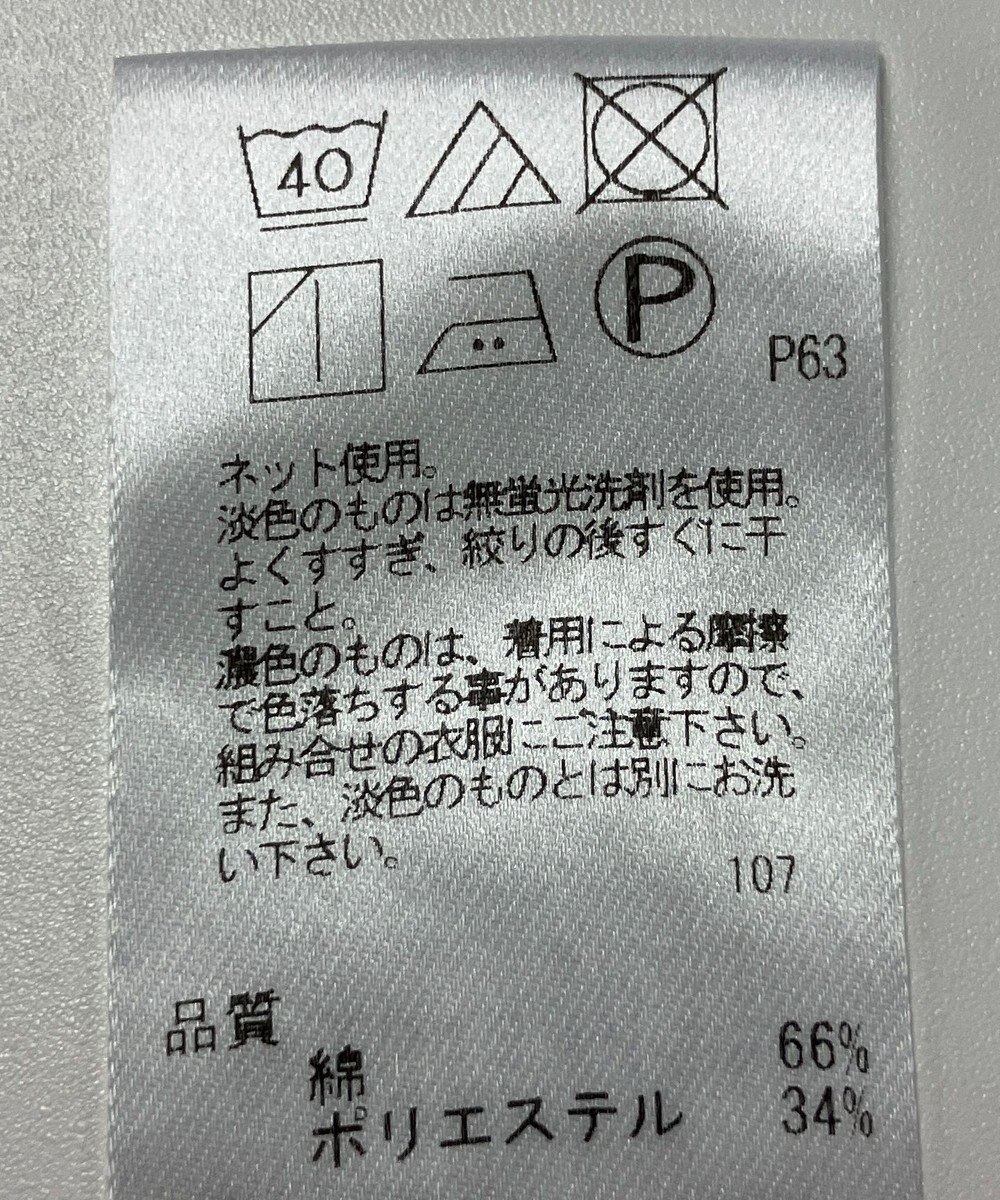 40
P
P63
ネット使用。
淡色のものは無蛍光洗剤を使用。
よくすすぎ、絞りの後すぐに干
すこと。
濃色のものは、着用による摩擦
で色落ちする事がありますので、
組み合せの衣服にご注意下さい。
また、淡色のものとは別にお洗
い下さい。
107
品質
綿 66%
ポリエステル 34%